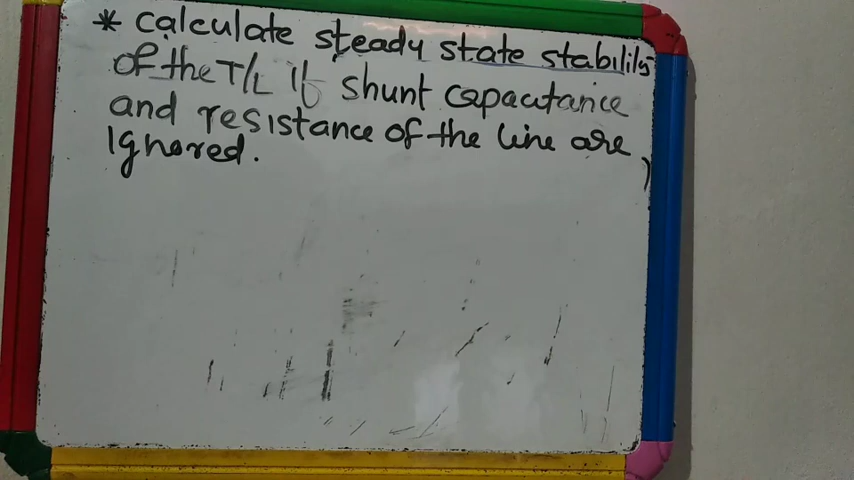 * calculate steady state stability
of the T/L if shunt capacitance
and resistance of the line are,
Ignored.